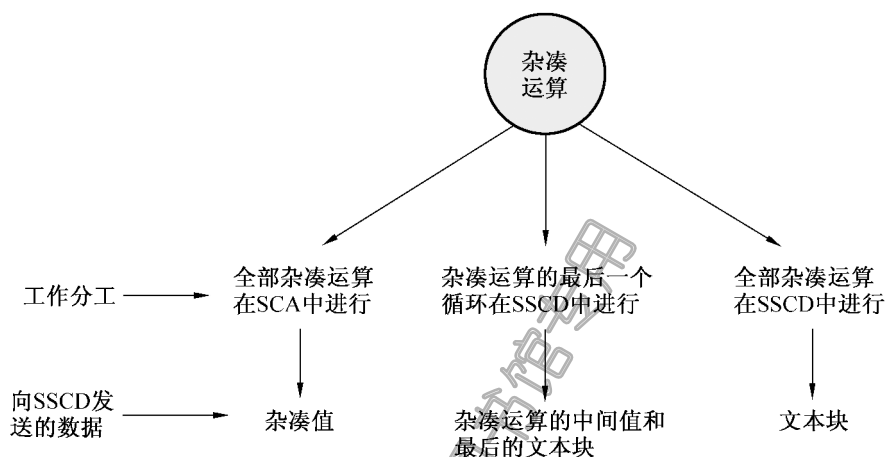 杂凑
运算
工作分工
全部杂凑运算
在SCA中进行
杂凑运算的最后一个
循环在SSCD中进行
全部杂凑运算
在SSCD中进行
向SSCD发
送的数据
杂凑值
杂凑运算的中间值和
最后的文本块
文本块
书馆专用